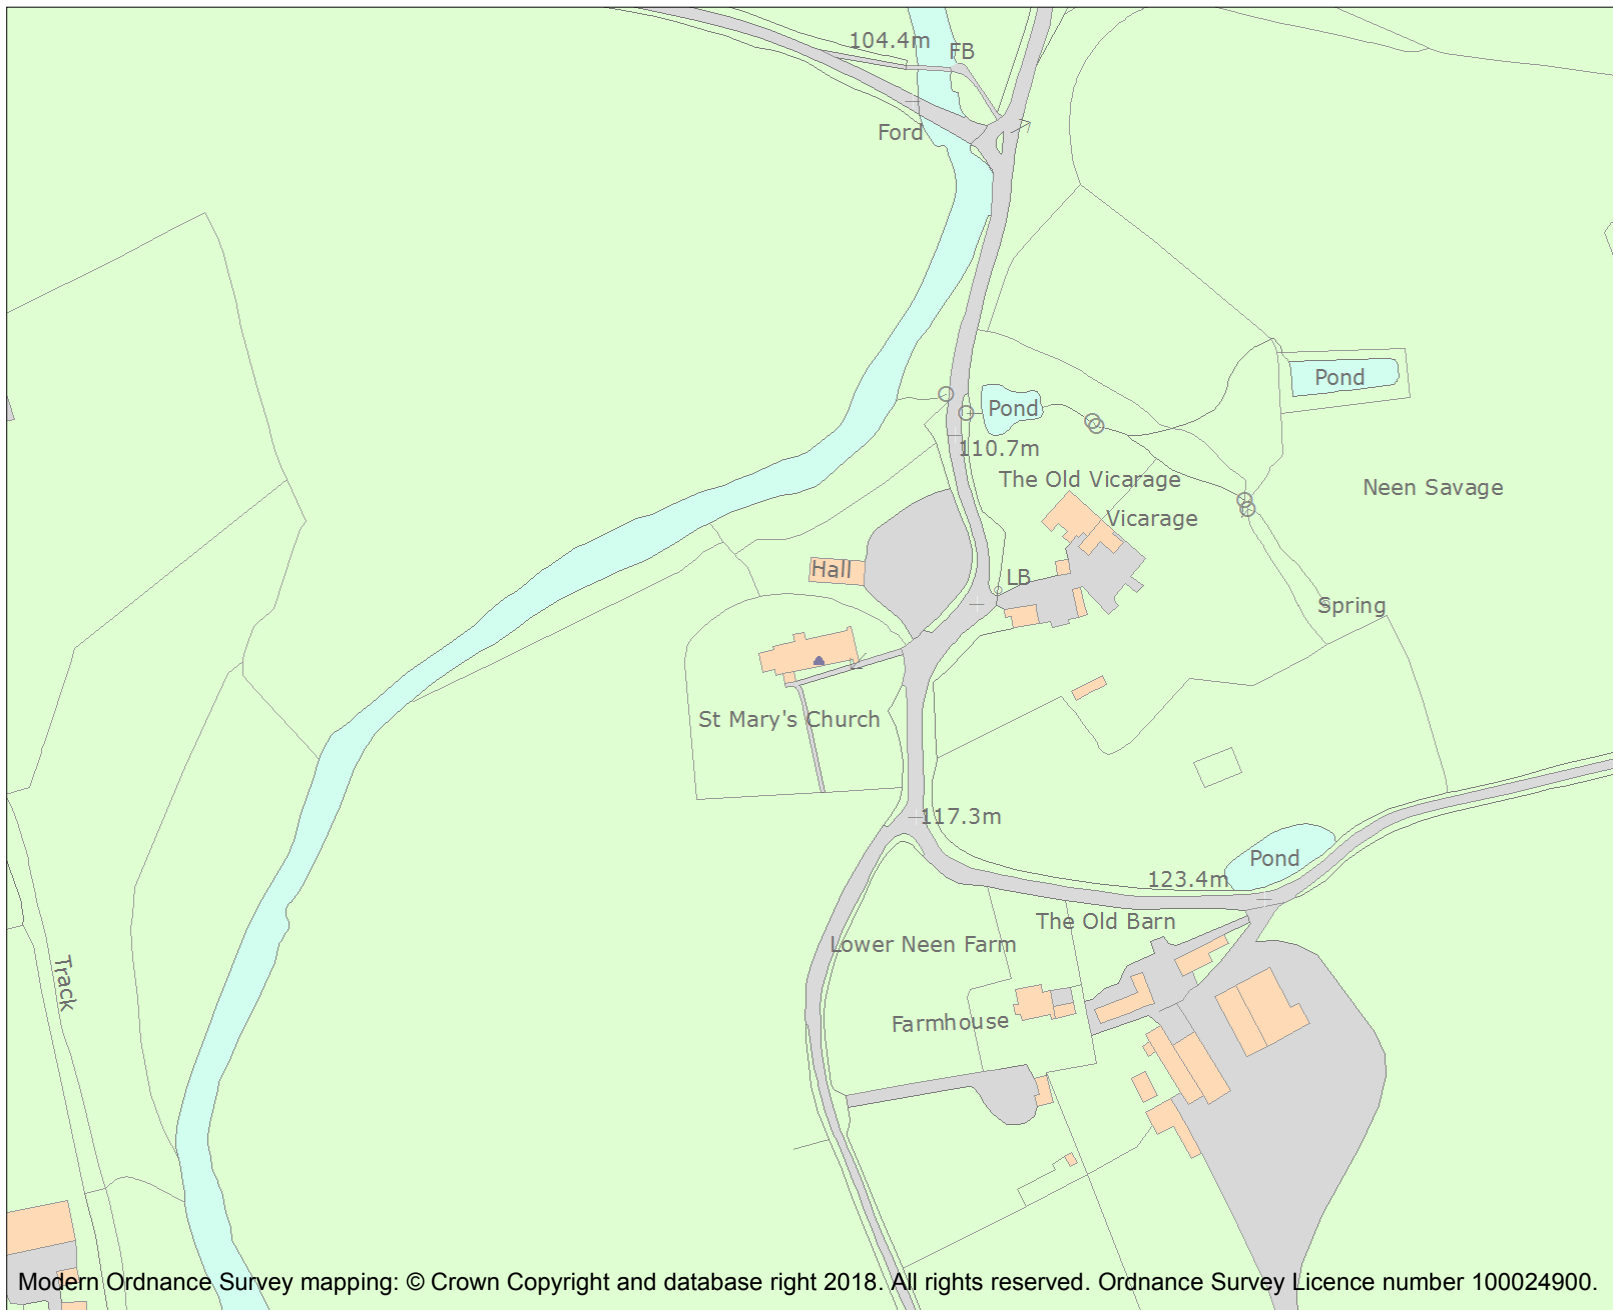 104.4m
FB
Ford
Pond
Pond
110.7m
The Old Vicarage
Neen Savage
Vicarage
Hall
LB
Spring
St Mary's Church
117.3m
Pond
123.4m
The Old Barn
Lower Neen Farm
Track
Farmhouse
Modern Ordnance Survey mapping: © Crown Copyright and database right 2018. All rights reserved. Ordnance Survey Licence number 100024900.